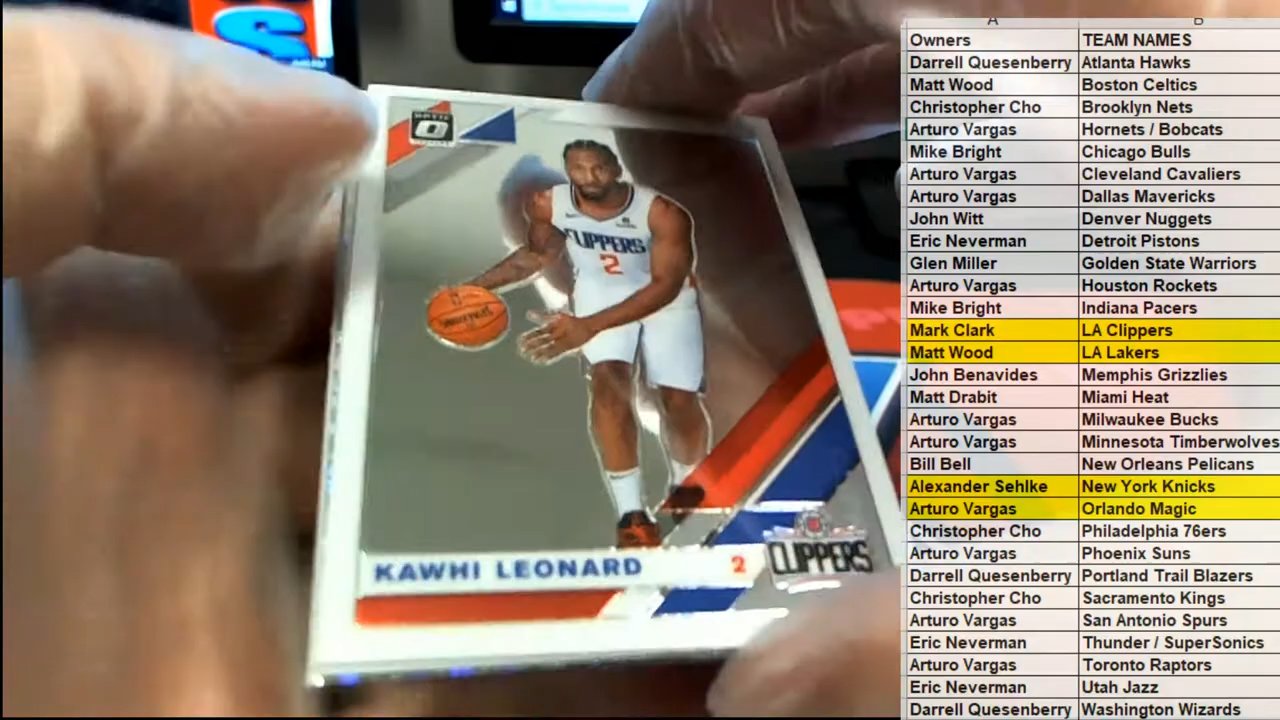 O
CLIPPERS
2
KAWHI LEONARD 2
CLIPPERS
A B
Owners TEAM NAMES
Darrell Quesenberry Atlanta Hawks
Matt Wood Boston Celtics
Christopher Cho Brooklyn Nets
Arturo Vargas Hornets / Bobcats
Mike Bright Chicago Bulls
Arturo Vargas Cleveland Cavaliers
Arturo Vargas Dallas Mavericks
John Witt Denver Nuggets
Eric Neverman Detroit Pistons
Glen Miller Golden State Warriors
Arturo Vargas Houston Rockets
Mike Bright Indiana Pacers
Mark Clark LA Clippers
Matt Wood LA Lakers
John Benavides Memphis Grizzlies
Matt Drabit Miami Heat
Arturo Vargas Milwaukee Bucks
Arturo Vargas Minnesota Timberwolves
Bill Bell New Orleans Pelicans
Alexander Sehlke New York Knicks
Arturo Vargas Orlando Magic
Christopher Cho Philadelphia 76ers
Arturo Vargas Phoenix Suns
Darrell Quesenberry Portland Trail Blazers
Christopher Cho Sacramento Kings
Arturo Vargas San Antonio Spurs
Eric Neverman Thunder / SuperSonics
Arturo Vargas Toronto Raptors
Eric Neverman Utah Jazz
Darrell Quesenberry Washington Wizards